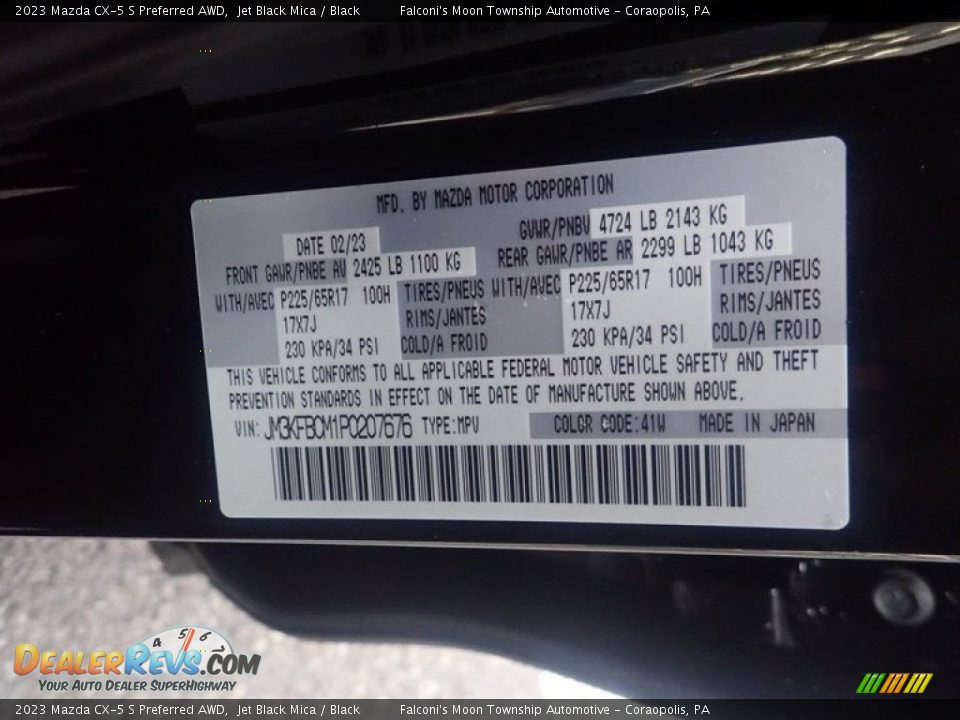 2023 Mazda CX-5 S Preferred AWD, Jet Black Mica / Black Falconi's Moon Township Automotive - Coraopolis, PA
MFD. BY MAZDA MOTOR CORPORATION
DATE 02/23 GVWR/PNBV 4724 LB 2143 KG
FRONT GAWR/PNBE AV 2425 LB 1100 KG REAR GAWR/PNBE AR 2299 LB 1043 KG
WITH/AVEC P225/65R17 100H TIRES/PNEUS WITH/AVEC P225/65R17 100H TIRES/PNEUS
17X7J RIMS/JANTES 17X7J RIMS/JANTES
230 KPA/34 PSI COLD/A FROID 230 KPA/34 PSI COLD/A FROID
THIS VEHICLE CONFORMS TO ALL APPLICABLE FEDERAL MOTOR VEHICLE SAFETY AND THEFT
PREVENTION STANDARDS IN EFFECT ON THE DATE OF MANUFACTURE SHOWN ABOVE.
VIN: JM3KFBCM1P0207676 TYPE:MPV COLOR CODE:41W MADE IN JAPAN
4 5 6
DealerRevs.com
Your Auto Dealer SuperHighway
2023 Mazda CX-5 S Preferred AWD, Jet Black Mica / Black Falconi's Moon Township Automotive - Coraopolis, PA